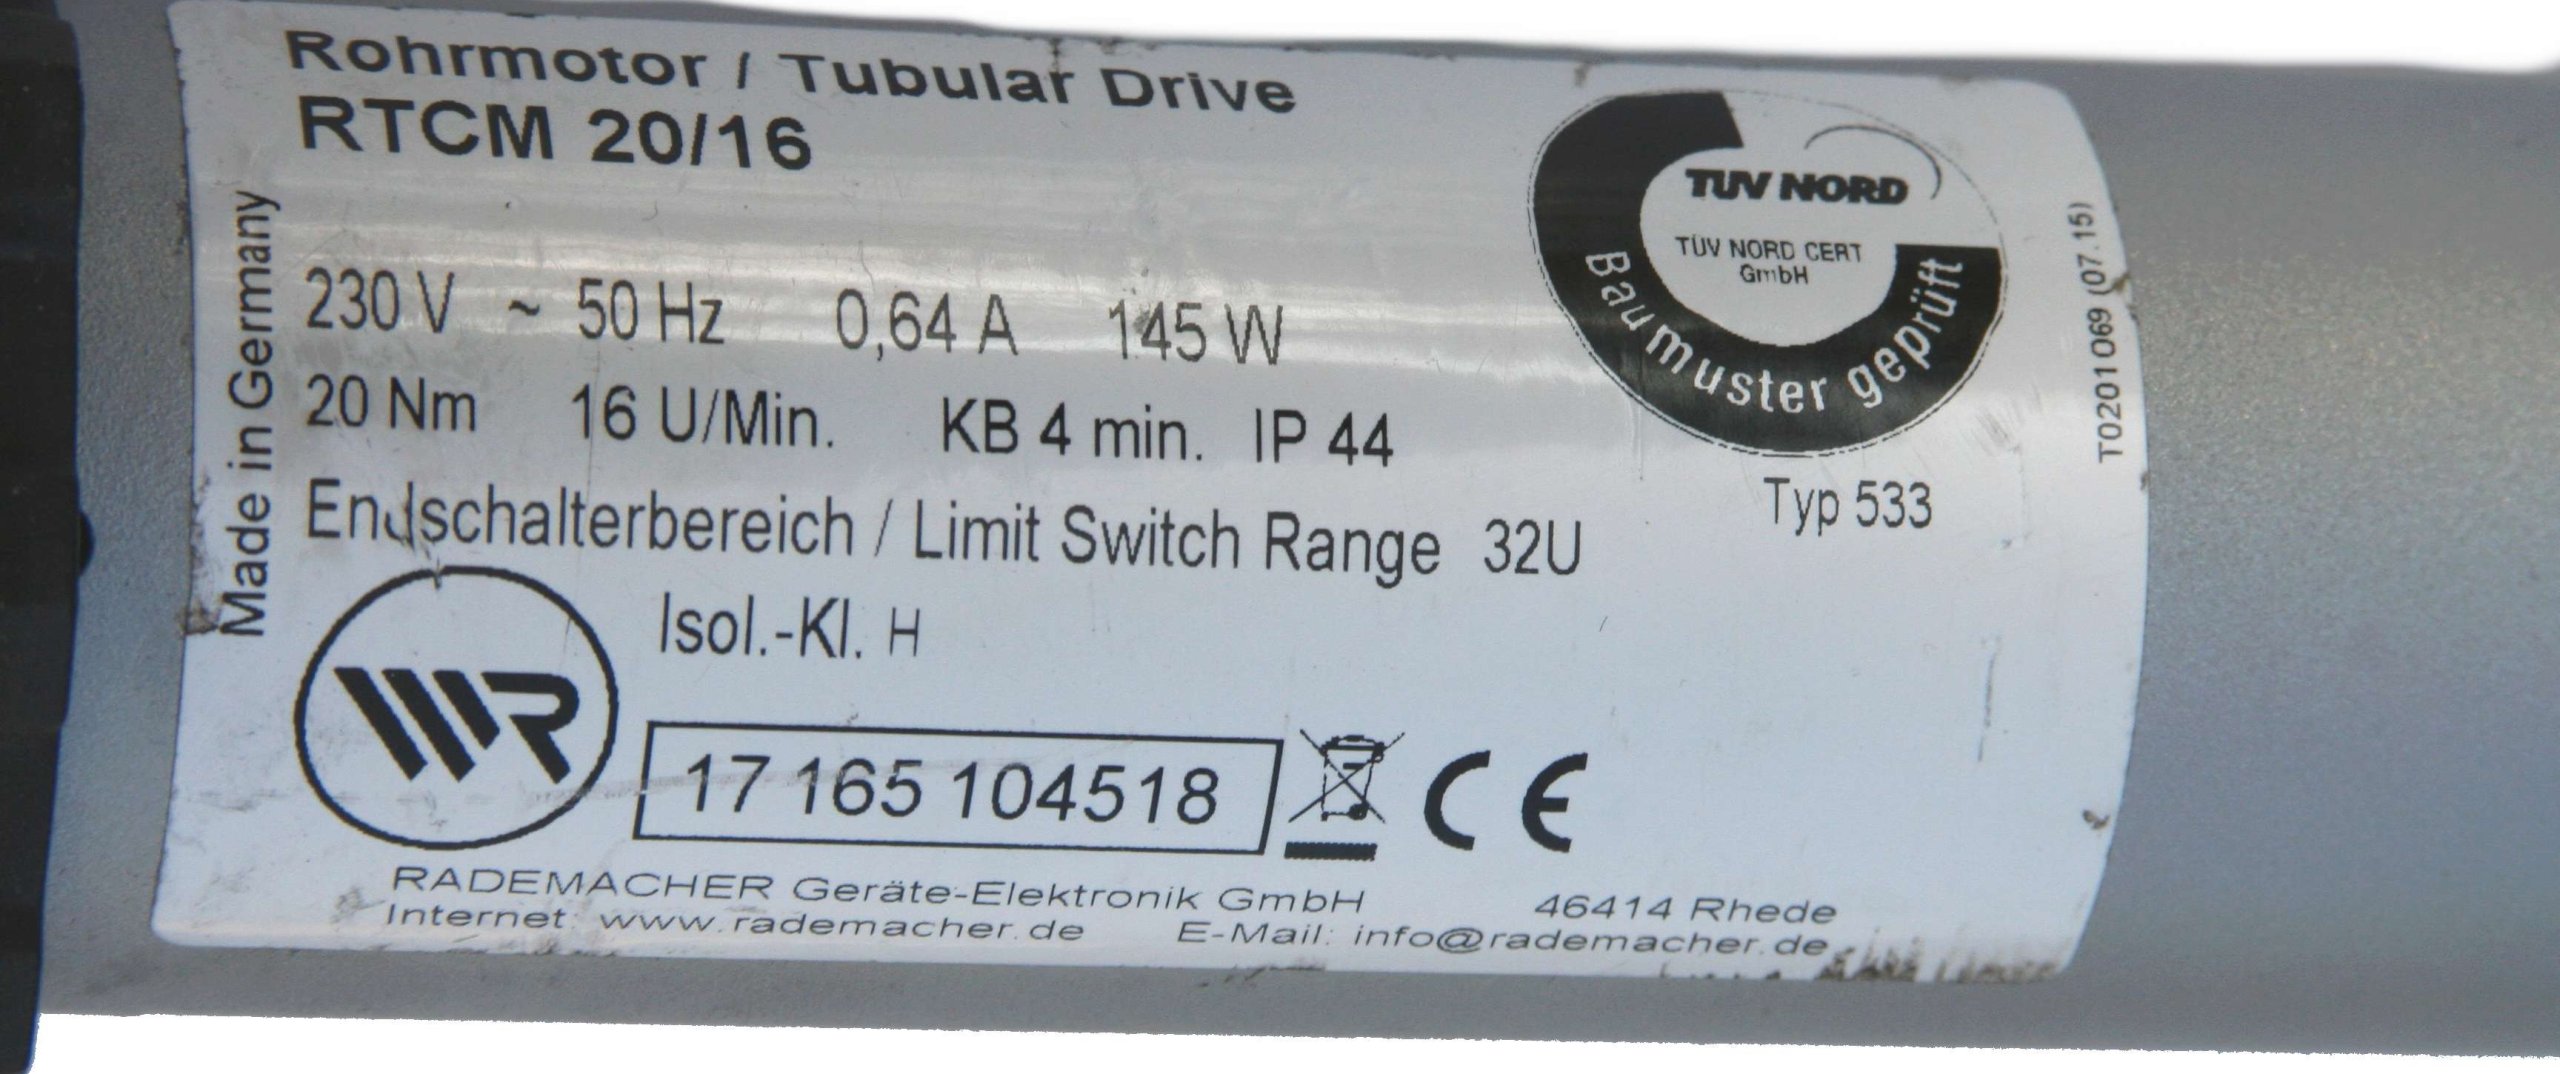 Rohrmotor / Tubular Drive
RTCM 20/16
Made in Germany
230 V ~ 50 Hz 0,64 A 145 W
20 Nm 16 U/Min. KB 4 min. IP 44
Endschalterbereich / Limit Switch Range 32U
Isol.-Kl. H
17 165 104518
CE
RADEMACHER Geräte-Elektronik GmbH 46414 Rhede
Internet: www.rademacher.de E-Mail: info@rademacher.de
TUV NORD
TÜV NORD CERT
GmbH
Baumuster geprüft
Typ 533
T0201069 (07.15)